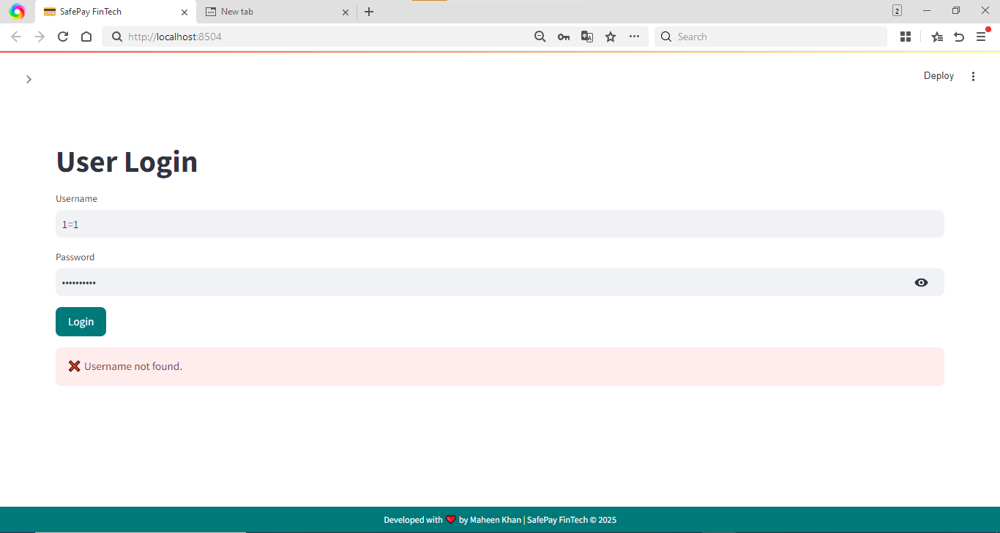 SafePay FinTech
New tab
2
http://localhost:8504
Search
Deploy
User Login
Username
1=1
Password
••••••••••
Login
❌ Username not found.
Developed with ❤️ by Maheen Khan | SafePay FinTech © 2025